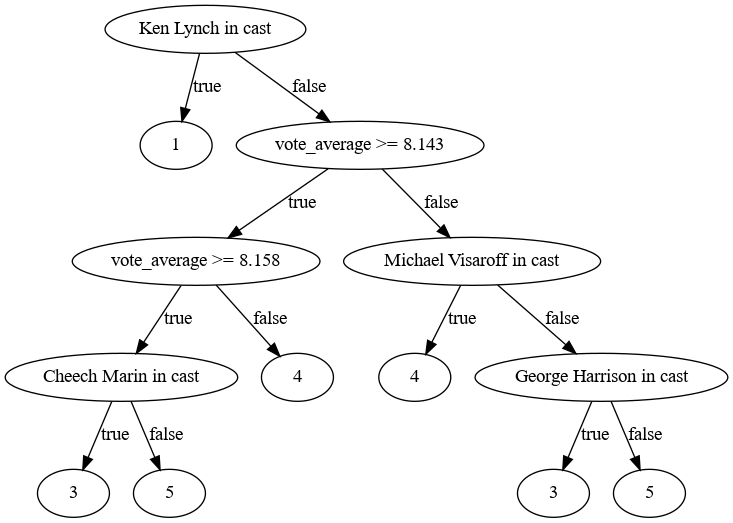 Ken Lynch in cast
true
false
1
vote_average >= 8.143
true
false
vote_average >= 8.158
Michael Visaroff in cast
true
false
true
false
Cheech Marin in cast
4
4
George Harrison in cast
true
false
true
false
3
5
3
5